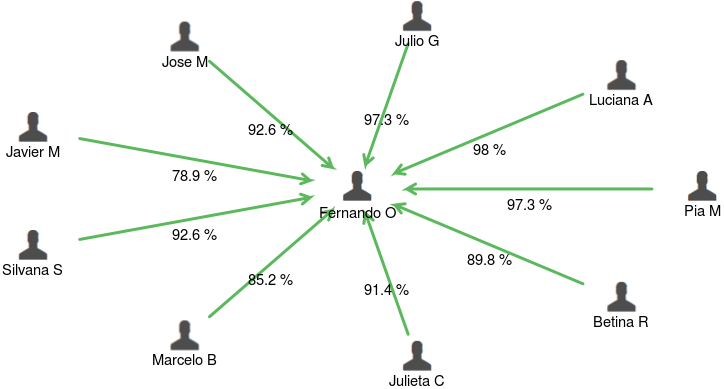 Julio G
Jose M
Luciana A
97.3 %
92.6 %
98 %
Javier M
78.9 %
97.3 %
Fernando O
Pia M
92.6 %
89.8 %
Silvana S
85.2 %
91.4 %
Betina R
Marcelo B
Julieta C